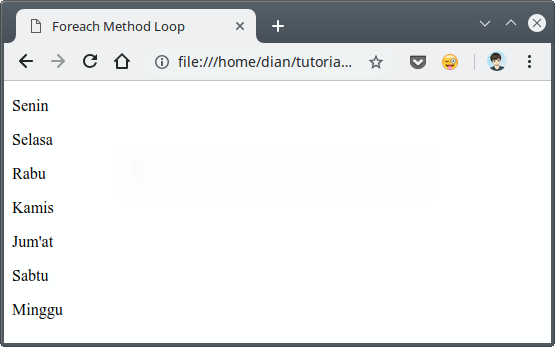 Foreach Method Loop
file:///home/dian/tutoria...
Senin
Selasa
Rabu
Kamis
Jum'at
Sabtu
Minggu